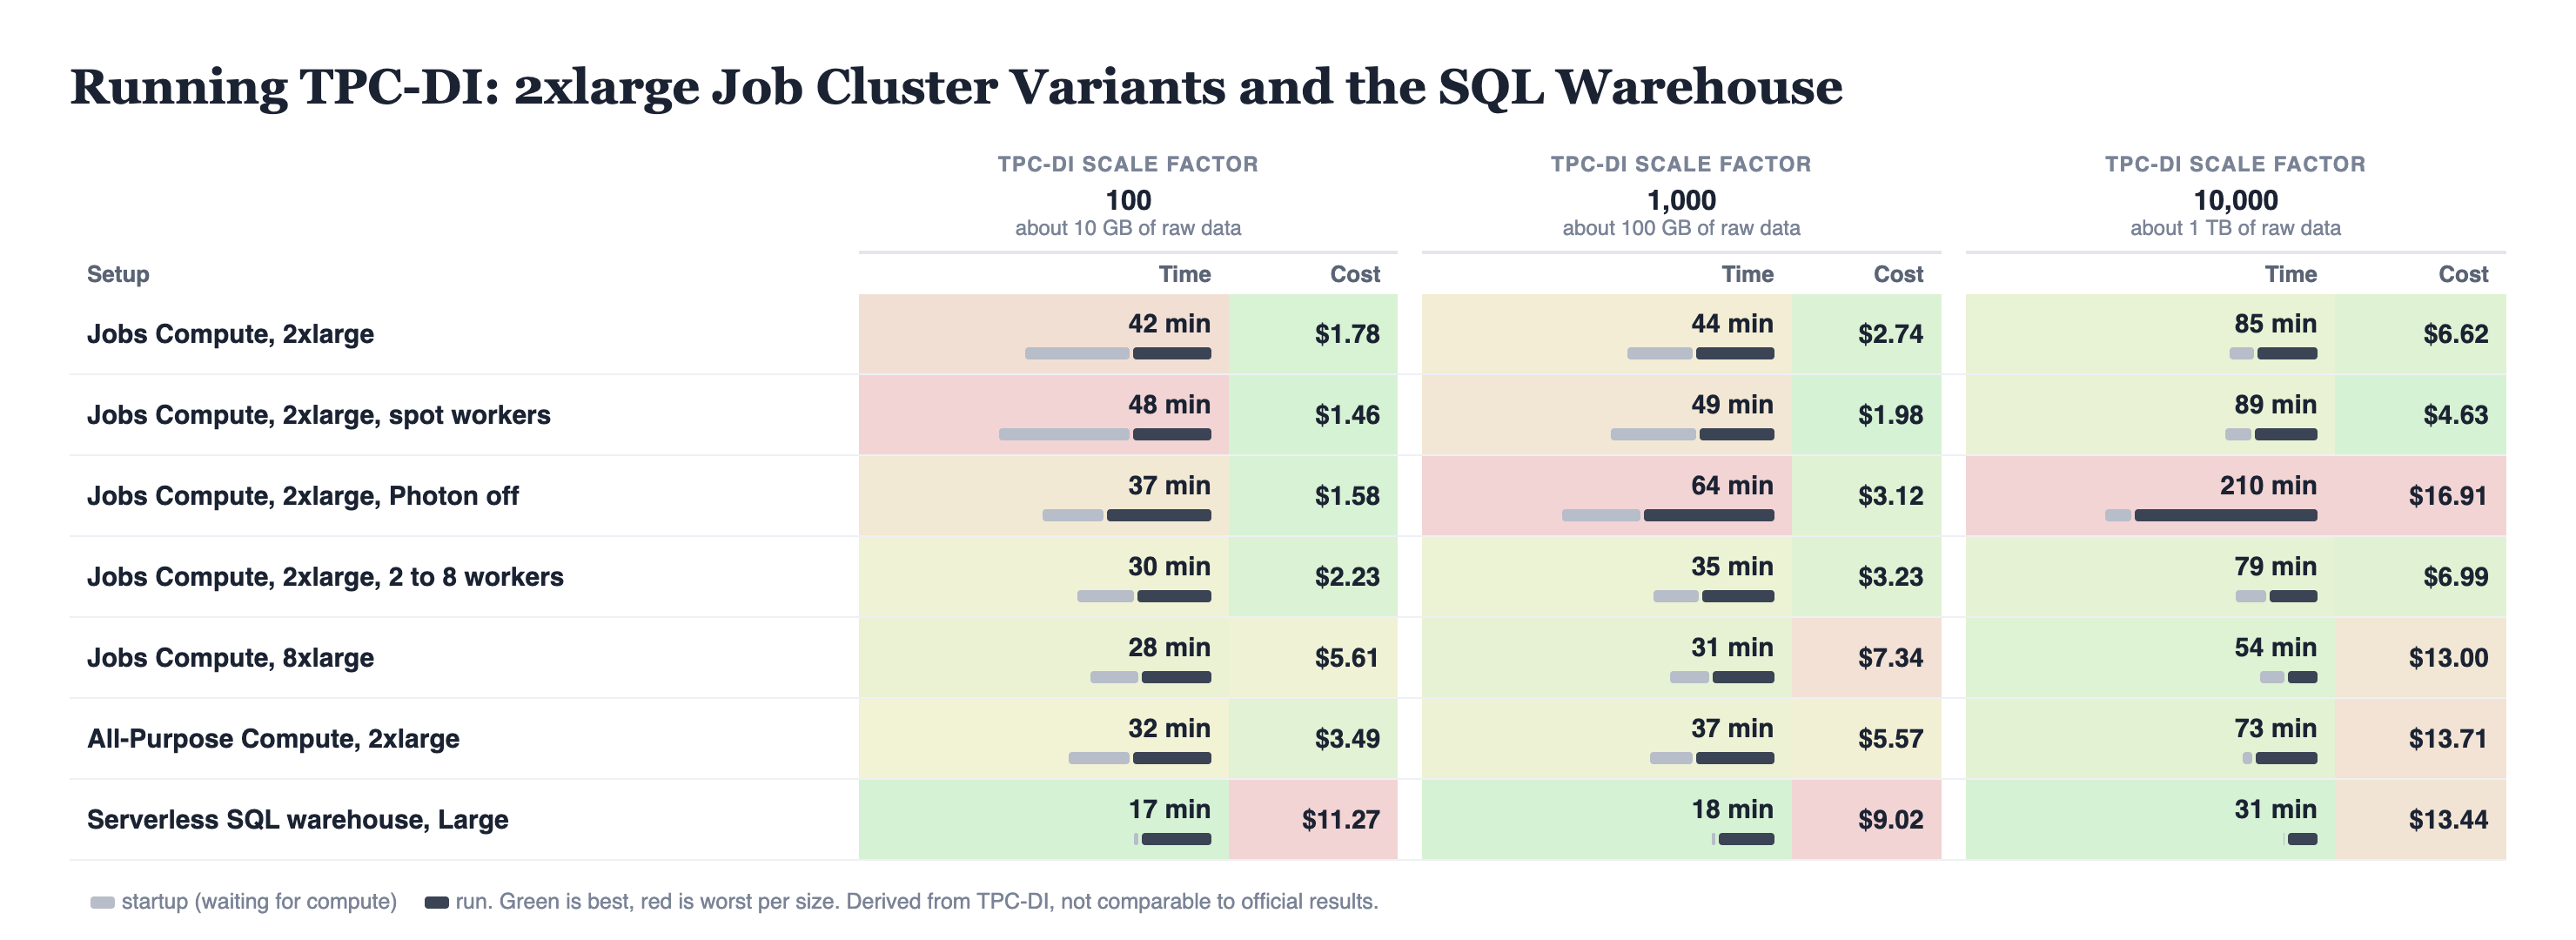 Running TPC-DI: 2xlarge Job Cluster Variants and the SQL Warehouse
TPC-DI SCALE FACTOR TPC-DI SCALE FACTOR TPC-DI SCALE FACTOR
100 1,000 10,000
about 10 GB of raw data about 100 GB of raw data about 1 TB of raw data
Setup Time Cost Time Cost Time Cost
Jobs Compute, 2xlarge 42 min $1.78 44 min $2.74 85 min $6.62
Jobs Compute, 2xlarge, spot workers 48 min $1.46 49 min $1.98 89 min $4.63
Jobs Compute, 2xlarge, Photon off 37 min $1.58 64 min $3.12 210 min $16.91
Jobs Compute, 2xlarge, 2 to 8 workers 30 min $2.23 35 min $3.23 79 min $6.99
Jobs Compute, 8xlarge 28 min $5.61 31 min $7.34 54 min $13.00
All-Purpose Compute, 2xlarge 32 min $3.49 37 min $5.57 73 min $13.71
Serverless SQL warehouse, Large 17 min $11.27 18 min $9.02 31 min $13.44
startup (waiting for compute) run. Green is best, red is worst per size. Derived from TPC-DI, not comparable to official results.